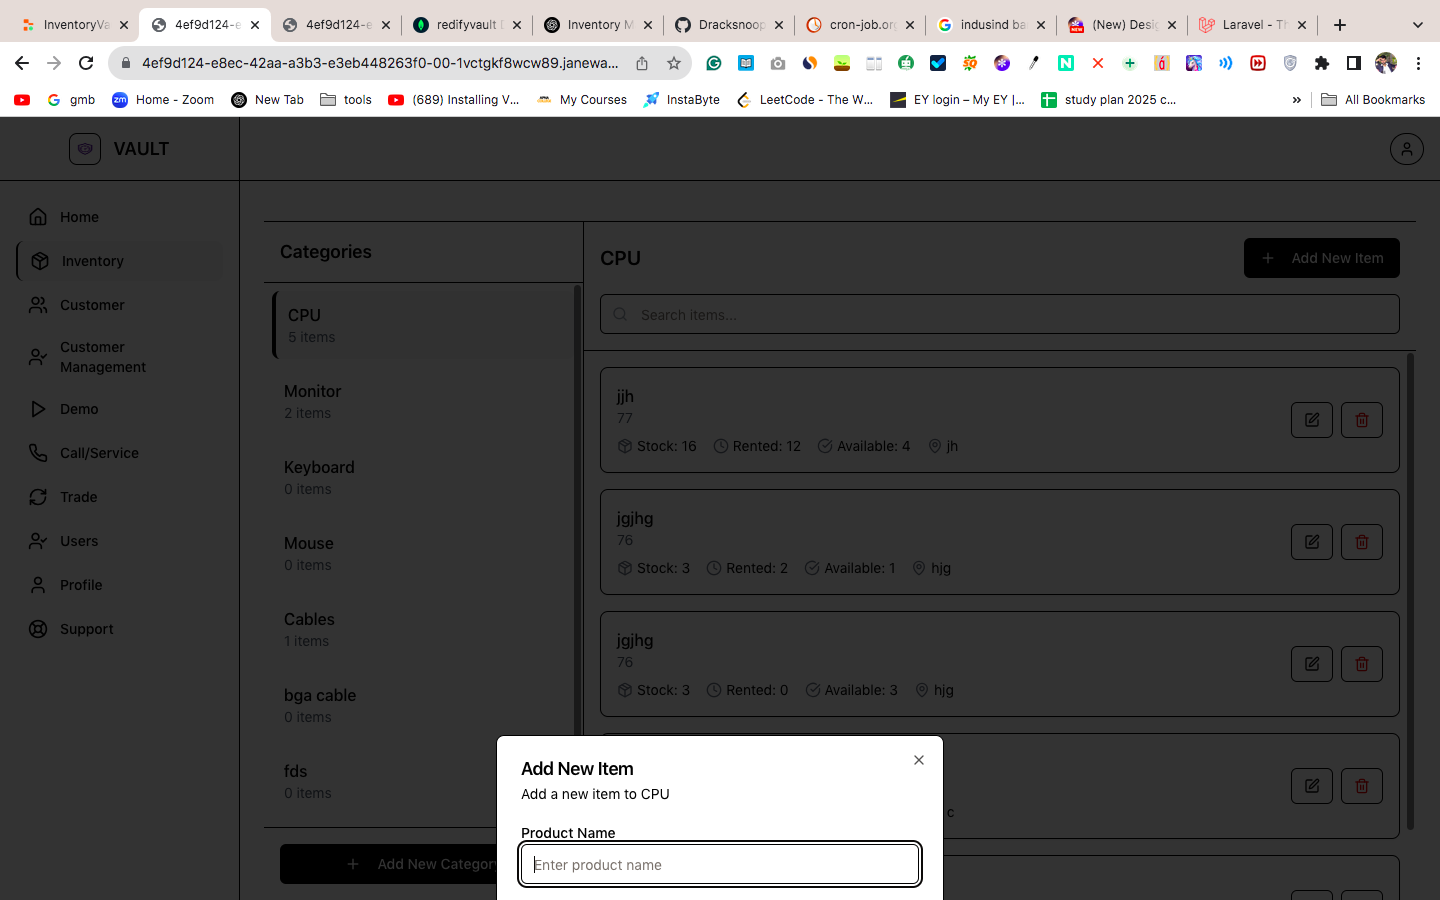 InventoryVa
4ef9d124-e
4ef9d124-e
redifyvault
Inventory M
Dracksnoop
cron-job.org
indusind ba
(New) Desig
Laravel - Th
4ef9d124-e8ec-42aa-a3b3-e3eb448263f0-00-1vctgkf8wcw89.janewa...
gmb
Home - Zoom
New Tab
tools
(689) Installing V...
My Courses
InstaByte
LeetCode - The W...
EY login – My EY |...
study plan 2025 c...
»
All Bookmarks
VAULT
Home
Inventory
Customer
Customer
Management
Demo
Call/Service
Trade
Users
Profile
Support
Categories
CPU
5 items
Monitor
2 items
Keyboard
0 items
Mouse
0 items
Cables
1 items
bga cable
0 items
fds
0 items
Add New Categor
CPU
Add New Item
Search items...
jjh
77
Stock: 16 Rented: 12 Available: 4 jh
jgjhg
76
Stock: 3 Rented: 2 Available: 1 hjg
jgjhg
76
Stock: 3 Rented: 0 Available: 3 hjg
c
Add New Item
Add a new item to CPU
Product Name
Enter product name